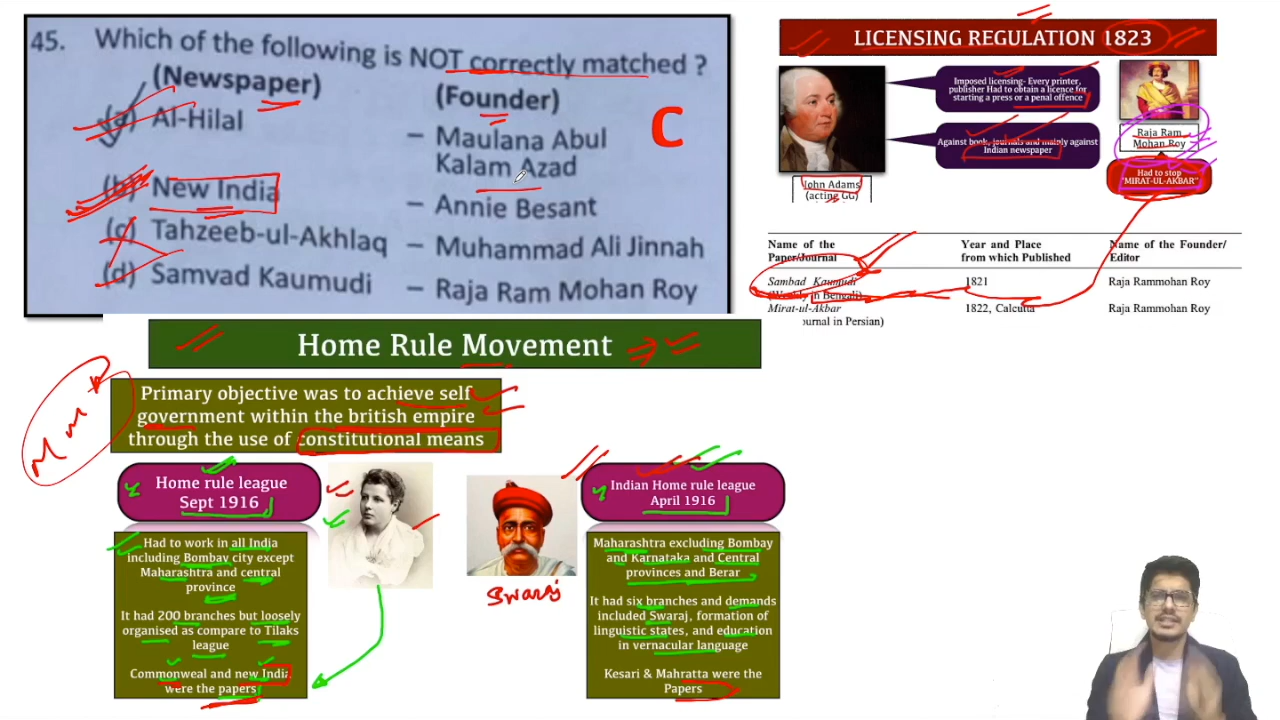 45. Which of the following is NOT correctly matched ?
(Newspaper) (Founder)
(a) Al-Hilal – Maulana Abul
Kalam Azad
(b) New India – Annie Besant
(c) Tahzeeb-ul-Akhlaq – Muhammad Ali Jinnah
(d) Samvad Kaumudi – Raja Ram Mohan Roy
C
LICENSING REGULATION 1823
Imposed licensing- Every printer,
publisher Had to obtain a licence for
starting a press or a penal offence
Against book, journals and mainly against
Indian newspaper
John Adams
(acting GG)
Raja Ram
Mohan Roy
Had to stop
"MIRAT-UL-AKBAR"
Name of the Year and Place Name of the Founder/
Paper/Journal from which Published Editor
Sambad Kaumudi 1821 Raja Rammohan Roy
(Weekly in Bengali)
Mirat-ul-Akbar 1822, Calcutta Raja Rammohan Roy
ournal in Persian)
Home Rule Movement
Primary objective was to achieve self
government within the british empire
through the use of constitutional means
Home rule league
Sept 1916
Had to work in all India
including Bombay city except
Maharashtra and central
province
It had 200 branches but loosely
organised as compare to Tilaks
league
Commonweal and new India
were the papers
Swaraj
Indian Home rule league
April 1916
Maharashtra excluding Bombay
and Karnataka and Central
provinces and Berar
It had six branches and demands
included Swaraj, formation of
linguistic states, and education
in vernacular language
Kesari & Mahratta were the
Papers